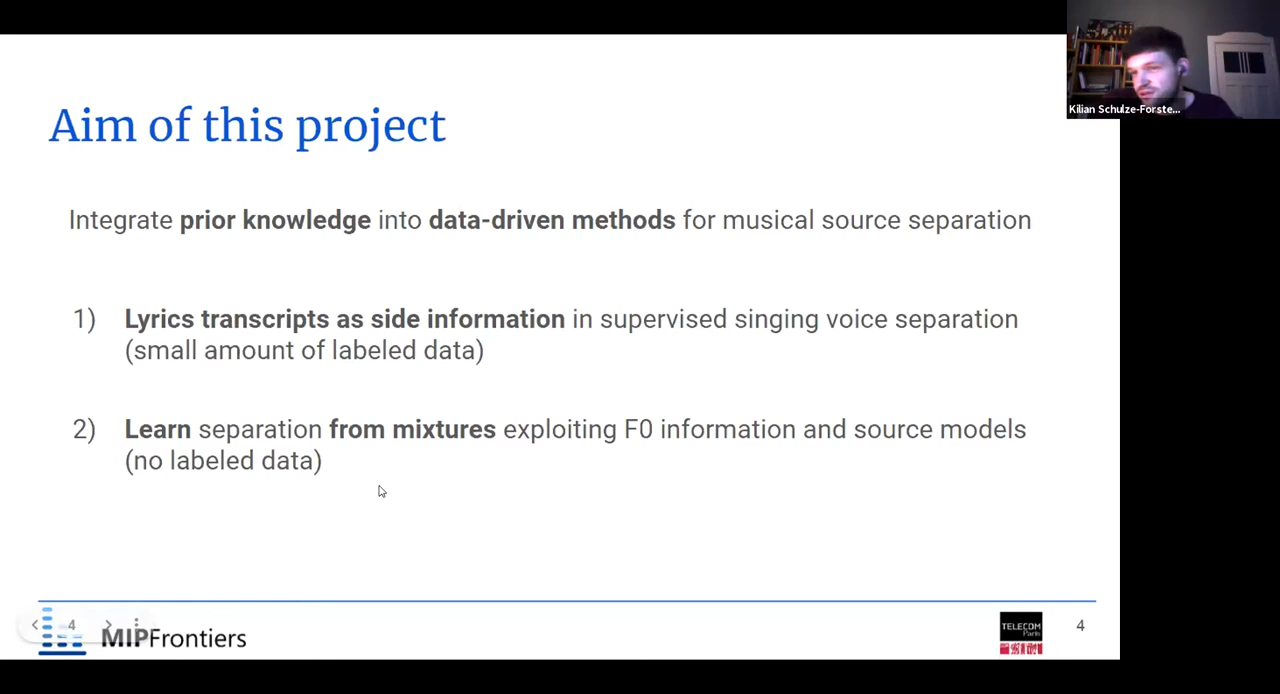 Kilian Schulze-Forste...
Aim of this project
Integrate prior knowledge into data-driven methods for musical source separation
1) Lyrics transcripts as side information in supervised singing voice separation
(small amount of labeled data)
2) Learn separation from mixtures exploiting F0 information and source models
(no labeled data)
4
MIPFrontiers
TELECOM
Paris
4